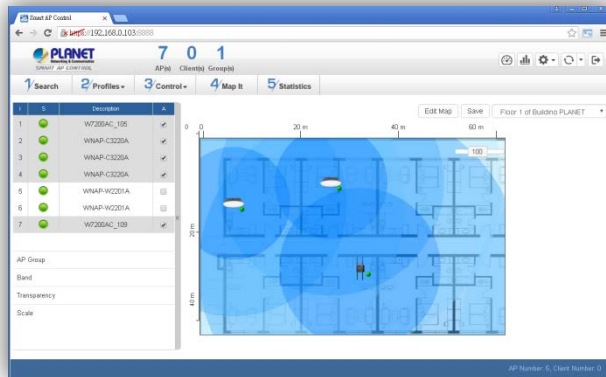 Smart AP Control
https://192.168.0.103:8888
PLANET
Networking & Communication
SMART AP CONTROL
7 0 1
AP(s) Client(s) Group(s)
1 Search 2 Profiles 3 Control 4 Map It 5 Statistics
I S Description A
1 W7200AC_105
2 WNAP-C3220A
3 WNAP-C3220A
4 WNAP-C3220A
5 WNAP-W2201A
6 WNAP-W2201A
7 W7200AC_109
AP Group
Band
Transparency
Scale
Edit Map Save Floor 1 of Building PLANET
0 0 20 m 40 m 60 m
100
20 m
40 m
AP Number 5, Client Number 0